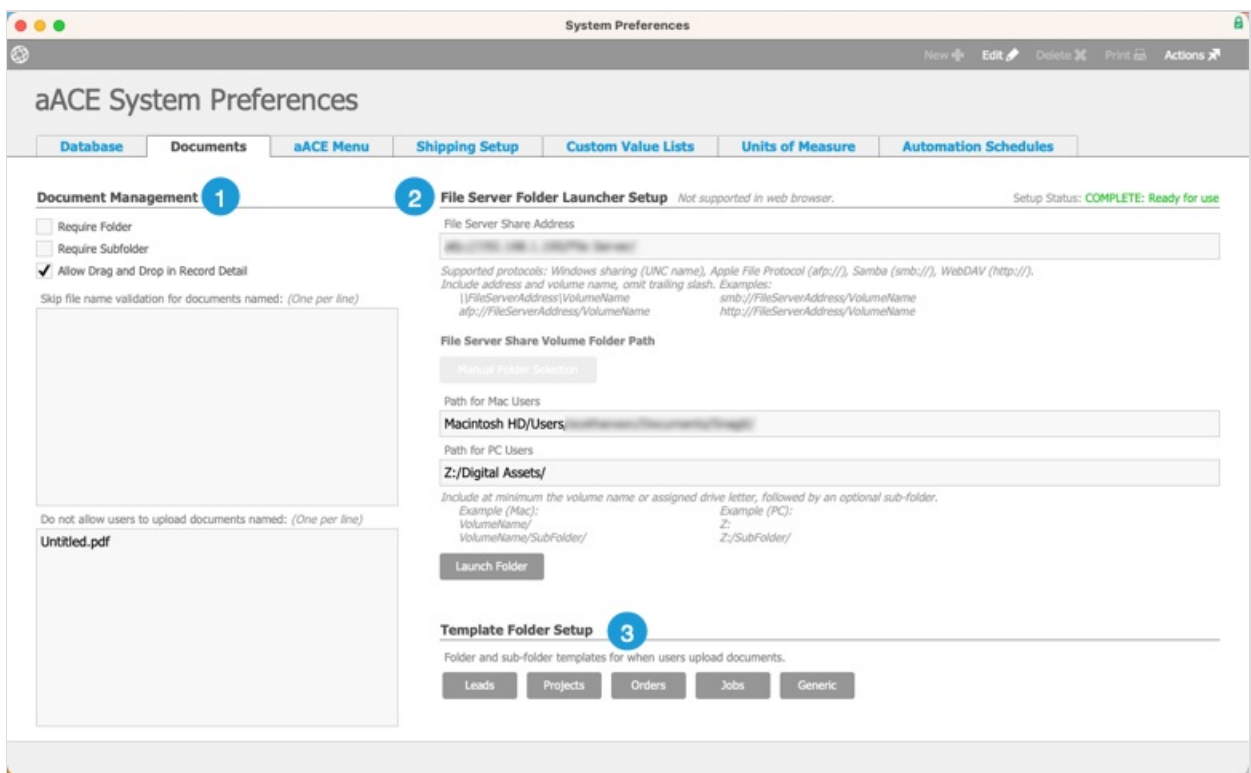 System Preferences
New Edit Delete Print Actions
aACE System Preferences
Database Documents aACE Menu Shipping Setup Custom Value Lists Units of Measure Automation Schedules
Document Management 1
Require Folder
Require Subfolder
Allow Drag and Drop in Record Detail
Skip file name validation for documents named: (One per line)
Do not allow users to upload documents named: (One per line)
Untitled.pdf
2 File Server Folder Launcher Setup Not supported in web browser. Setup Status: COMPLETE: Ready for use
File Server Share Address
Supported protocols: Windows sharing (UNC name), Apple File Protocol (afp://), Samba (smb://), WebDAV (http://).
Include address and volume name, omit trailing slash. Examples:
\\FileServerAddress\VolumeName smb://FileServerAddress/VolumeName
afp://FileServerAddress/VolumeName http://FileServerAddress/VolumeName
File Server Share Volume Folder Path
Manual Folder Selection
Path for Mac Users
Macintosh HD/Users/
Path for PC Users
Z:/Digital Assets/
Include at minimum the volume name or assigned drive letter, followed by an optional sub-folder.
Example (Mac): Example (PC):
VolumeName/ Z:
VolumeName/SubFolder/ Z:/SubFolder/
Launch Folder
Template Folder Setup 3
Folder and sub-folder templates for when users upload documents.
Leads Projects Orders Jobs Generic